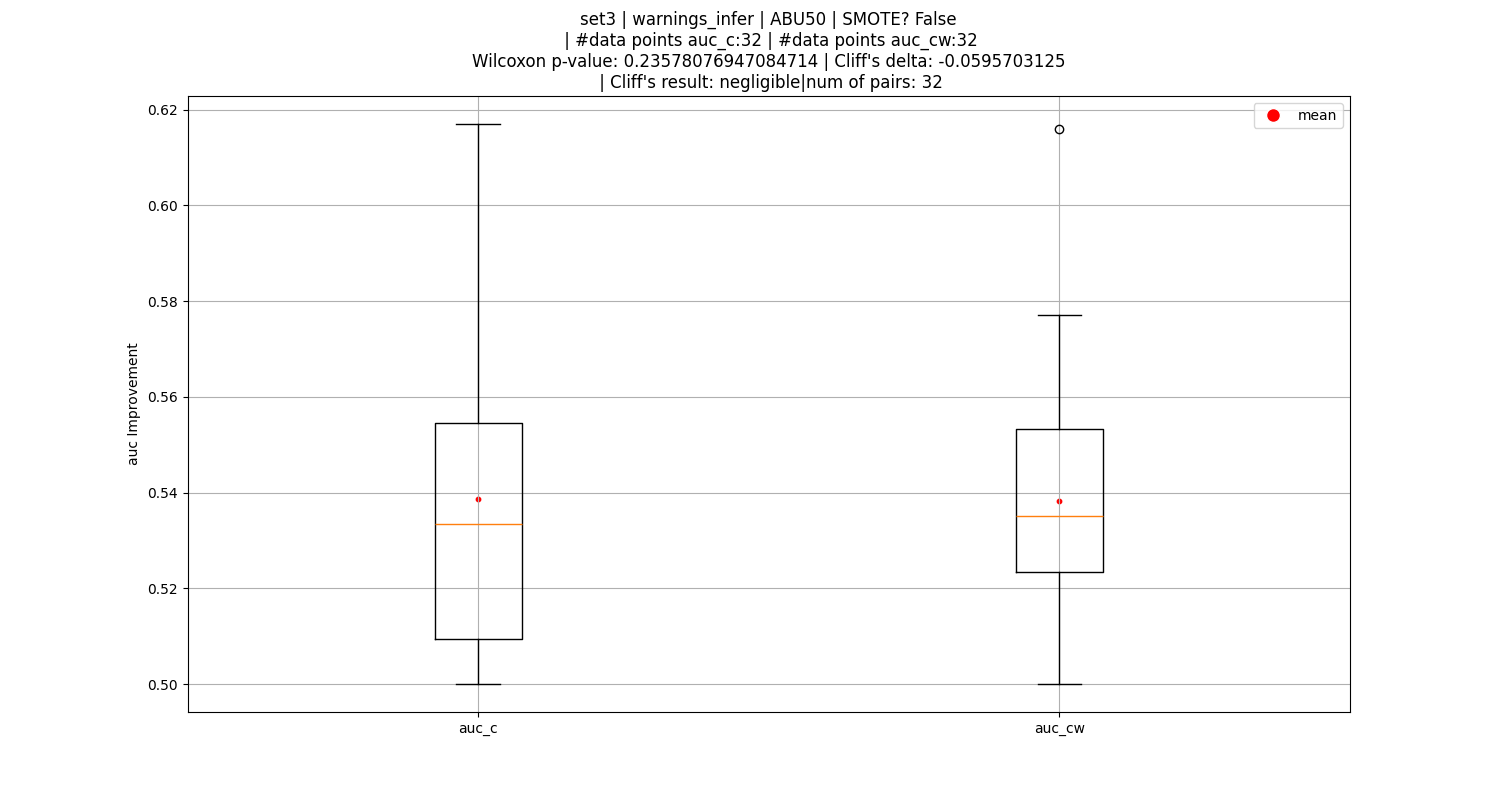 set3 | warnings_infer | ABU50 | SMOTE? False
| #data points auc_c:32 | #data points auc_cw:32
Wilcoxon p-value: 0.23578076947084714 | Cliff's delta: -0.0595703125
| Cliff's result: negligible|num of pairs: 32
mean
auc Improvement
0.62
0.60
0.58
0.56
0.54
0.52
0.50
auc_c
auc_cw